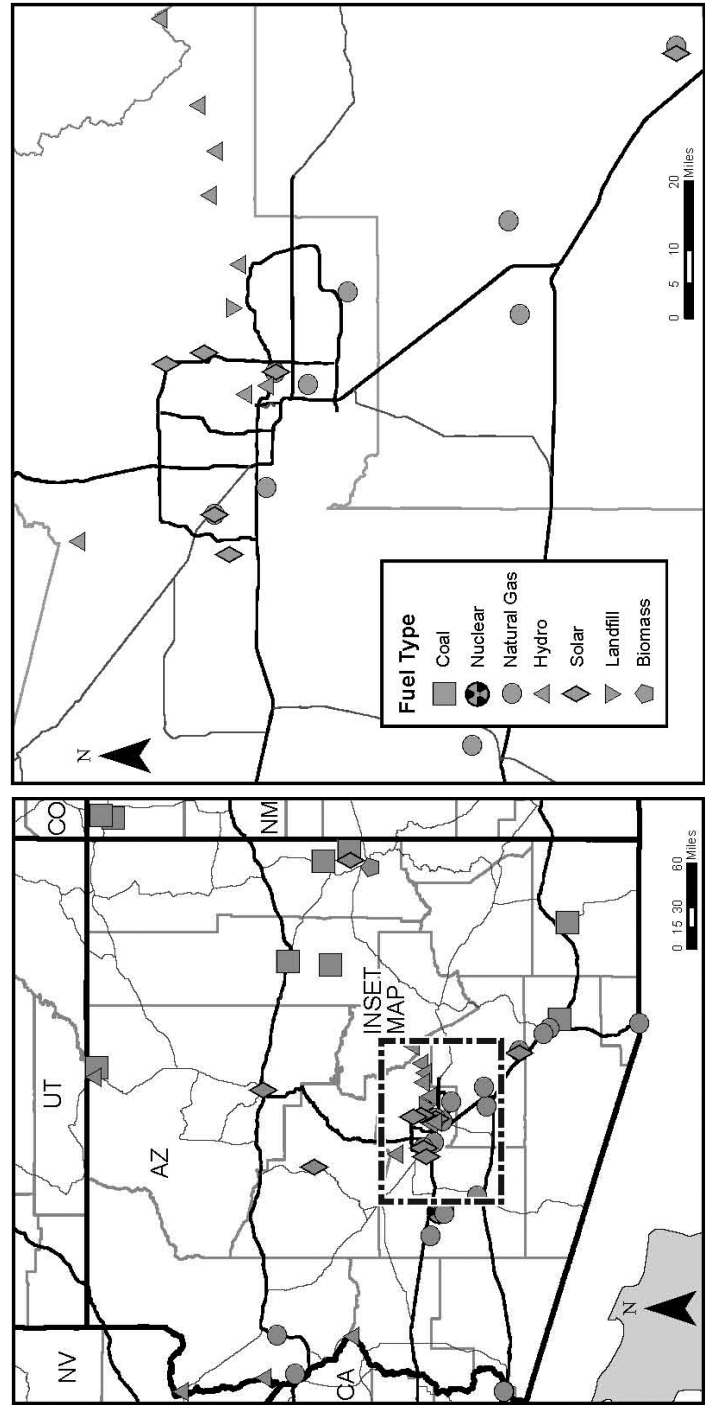 NV
UT
CO
AZ
NM
CA
INSET
MAP
N
0 15 30 60
Miles
N
Fuel Type
Coal
Nuclear
Natural Gas
Hydro
Solar
Landfill
Biomass
0 5 10 20
Miles